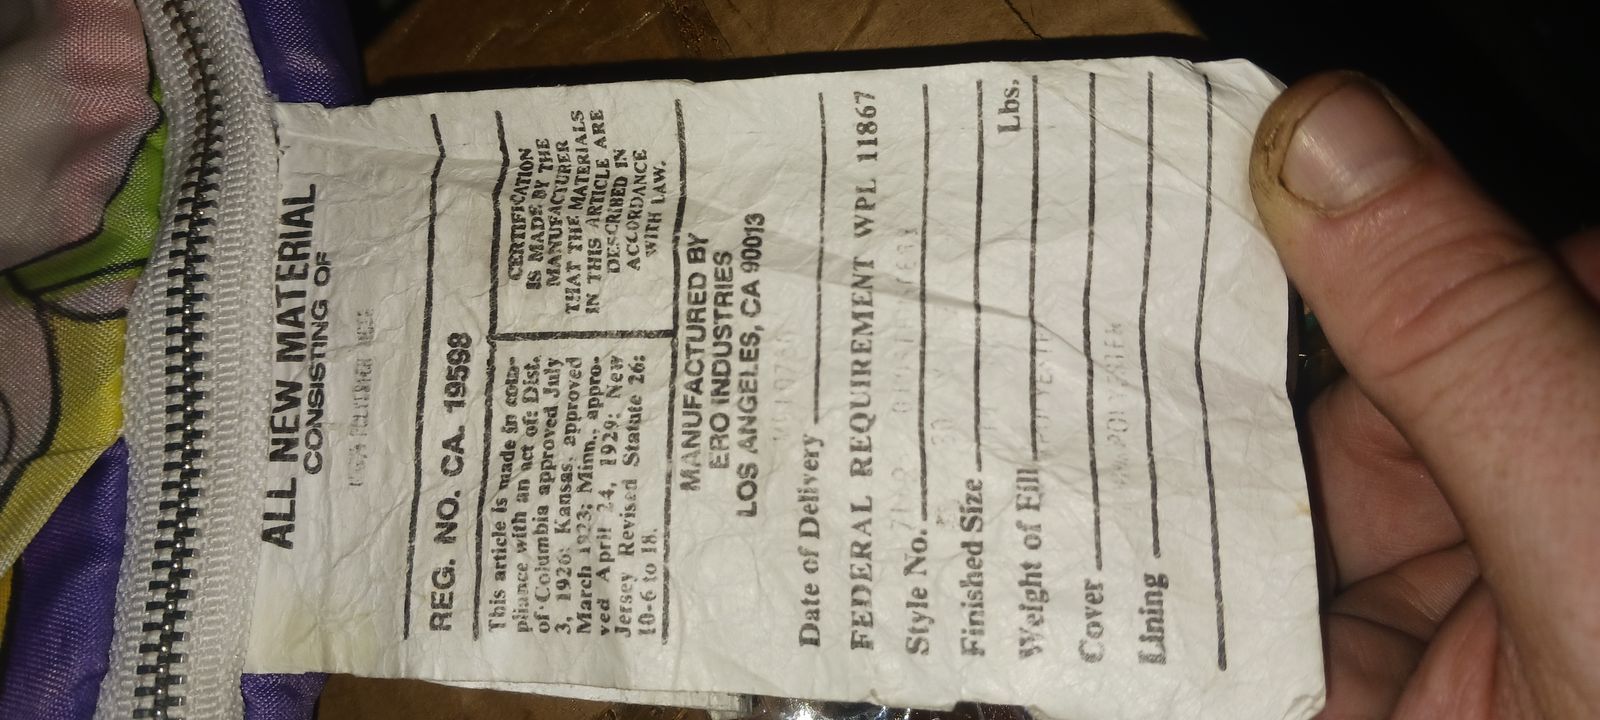 ALL NEW MATERIAL
CONSISTING OF
POLYESTER FIBER
REG. NO. CA. 19598
This article is made in com-
pliance with an act of: Dist.
of Columbia approved July
3, 1926; Kansas, approved
March 1923; Minn., appro-
ved April 24, 1929; New
Jersey Revised Statute 26:
10-6 to 18.
CERTIFICATION
IS MADE BY THE
MANUFACTURER
THAT THE MATERIALS
IN THIS ARTICLE ARE
DESCRIBED IN
ACCORDANCE
WITH LAW.
MANUFACTURED BY
ERO INDUSTRIES
LOS ANGELES, CA 90013
Date of Delivery
FEDERAL REQUIREMENT WPL 11867
Style No.
Finished Size
Weight of Fill Lbs.
Cover
Lining POLYESTER